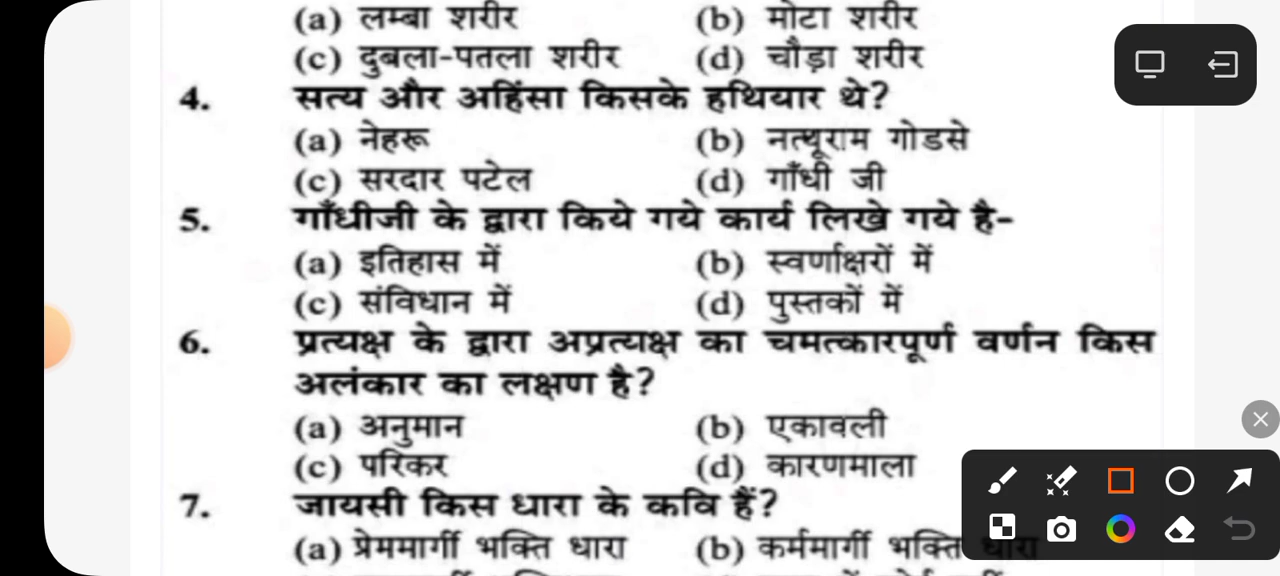 (a) लम्बा शरीर (b) मोटा शरीर
(c) दुबला-पतला शरीर (d) चौड़ा शरीर
4. सत्य और अहिंसा किसके हथियार थे?
(a) नेहरू (b) नत्थूराम गोडसे
(c) सरदार पटेल (d) गाँधी जी
5. गाँधीजी के द्वारा किये गये कार्य लिखे गये है-
(a) इतिहास में (b) स्वर्णाक्षरों में
(c) संविधान में (d) पुस्तकों में
6. प्रत्यक्ष के द्वारा अप्रत्यक्ष का चमत्कारपूर्ण वर्णन किस
अलंकार का लक्षण है?
(a) अनुमान (b) एकावली
(c) परिकर (d) कारणमाला
7. जायसी किस धारा के कवि हैं?
(a) प्रेममार्गी भक्ति धारा (b) कर्ममार्गी भक्ति धारा